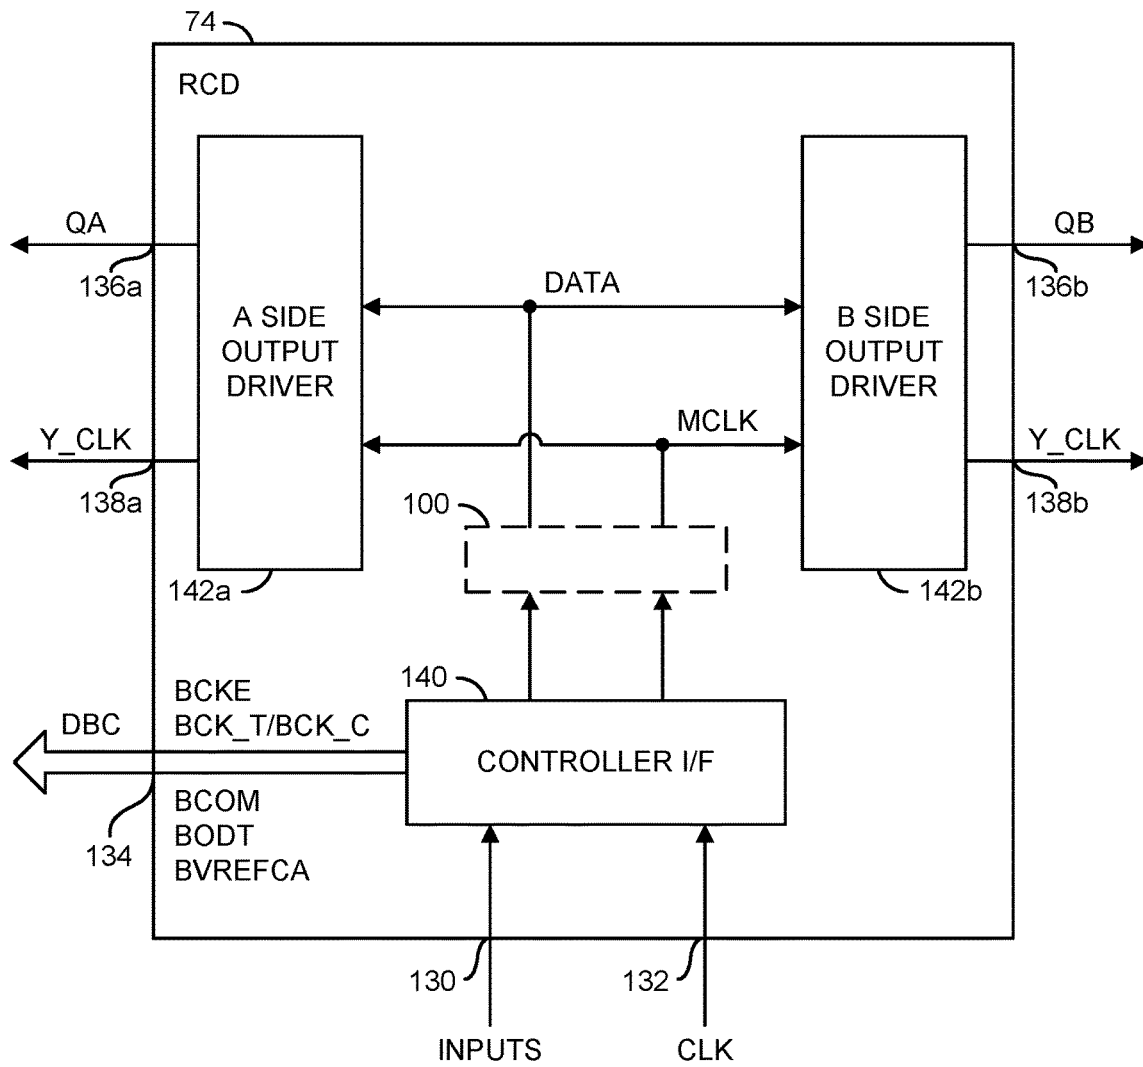 74
RCD
QA
136a
QB
136b
DATA
A SIDE
OUTPUT
DRIVER
B SIDE
OUTPUT
DRIVER
MCLK
Y_CLK
138a
Y_CLK
138b
100
142a
142b
140
BCKE
BCK_T/BCK_C
DBC
CONTROLLER I/F
BCOM
BODT
BVREFCA
134
130
132
INPUTS
CLK